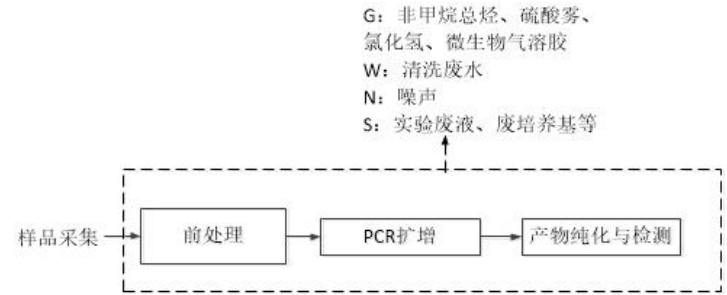 G：非甲烷总烃、硫酸雾、
氯化氢、微生物气溶胶
W：清洗废水
N：噪声
S：实验废液、废培养基等
样品采集
前处理
PCR扩增
产物纯化与检测